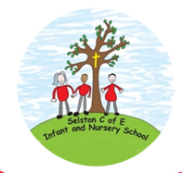 Selston C of E
Infant and Nursery School